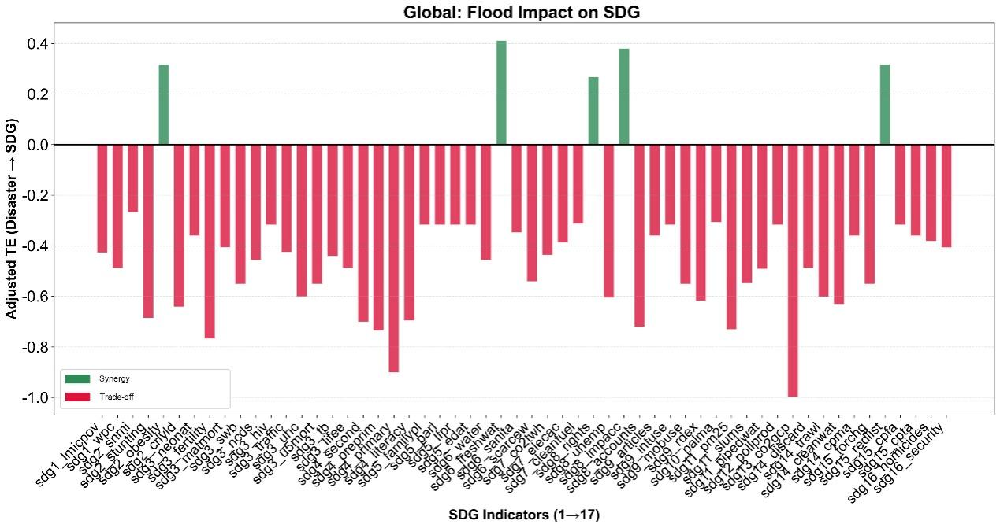 Global: Flood Impact on SDG
Adjusted TE (Disaster → SDG)
0.4
0.2
0.0
-0.2
-0.4
-0.6
-0.8
-1.0
Synergy
Trade-off
sdg1_lmicpov
sdg1_wpc
sdg2_snmi
sdg2_stunting
sdg2_obesity
sdg2_crlyld
sdg3_neonat
sdg3_fertility
sdg3_matmort
sdg3_swb
sdg3_ncds
sdg3_hiv
sdg3_traffic
sdg3_uhc
sdg3_u5mort
sdg3_tb
sdg3_lifee
sdg4_second
sdg4_preprim
sdg4_primary
sdg4_literacy
sdg5_familypl
sdg5_parl
sdg5_lfpr
sdg5_edat
sdg6_water
sdg6_freshwat
sdg6_sanita
sdg6_scarcew
sdg7_co2twh
sdg7_elecac
sdg7_cleanfuel
sdg8_rights
sdg8_unemp
sdg8_impacc
sdg8_accounts
sdg9_articles
sdg9_intuse
sdg9_mobuse
sdg9_rdex
sdg10_palma
sdg11_pm25
sdg11_slums
sdg11_pipedwat
sdg12_pollprod
sdg13_co2gcp
sdg14_discard
sdg14_trawl
sdg14_cleanwat
sdg14_cpma
sdg15_forchg
sdg15_redlist
sdg15_cpfa
sdg15_cpta
sdg16_homicides
sdg16_security
SDG Indicators (1→17)